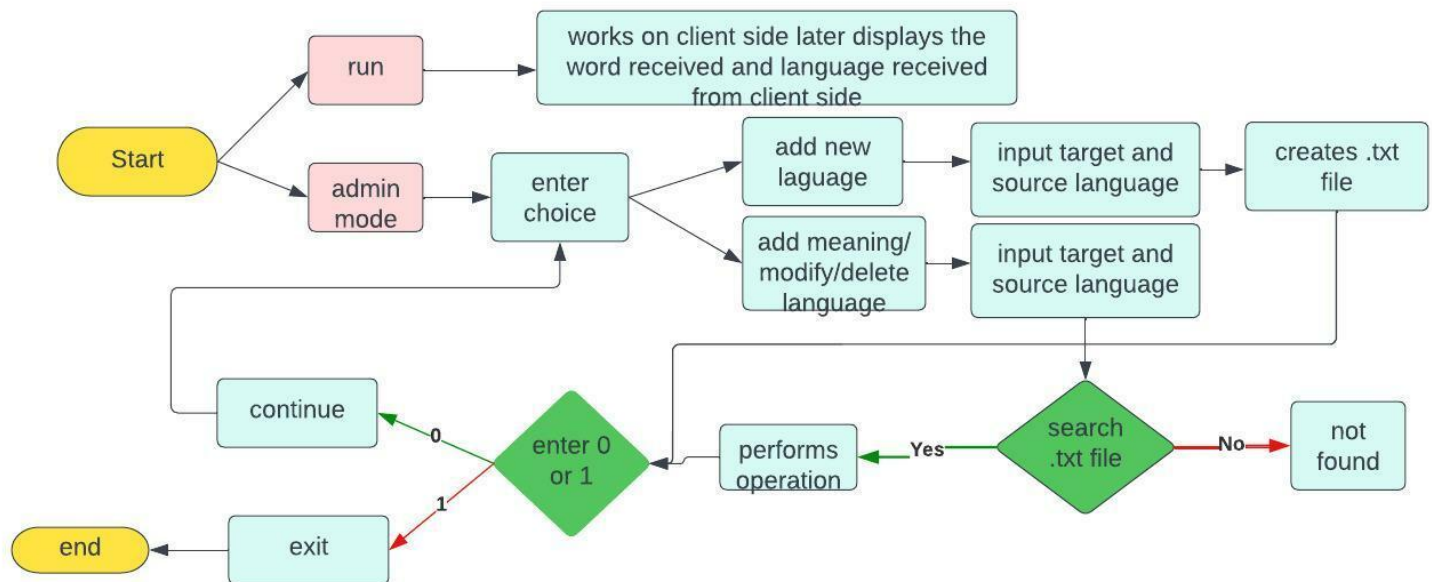 works on client side later displays the
word received and language received
from client side
run
Start
admin
mode
enter
choice
add new
laguage
input target and
source language
creates .txt
file
add meaning/
modify/delete
language
input target and
source language
continue
0
enter 0
or 1
performs
operation
Yes
search
.txt file
No
not
found
1
end
exit